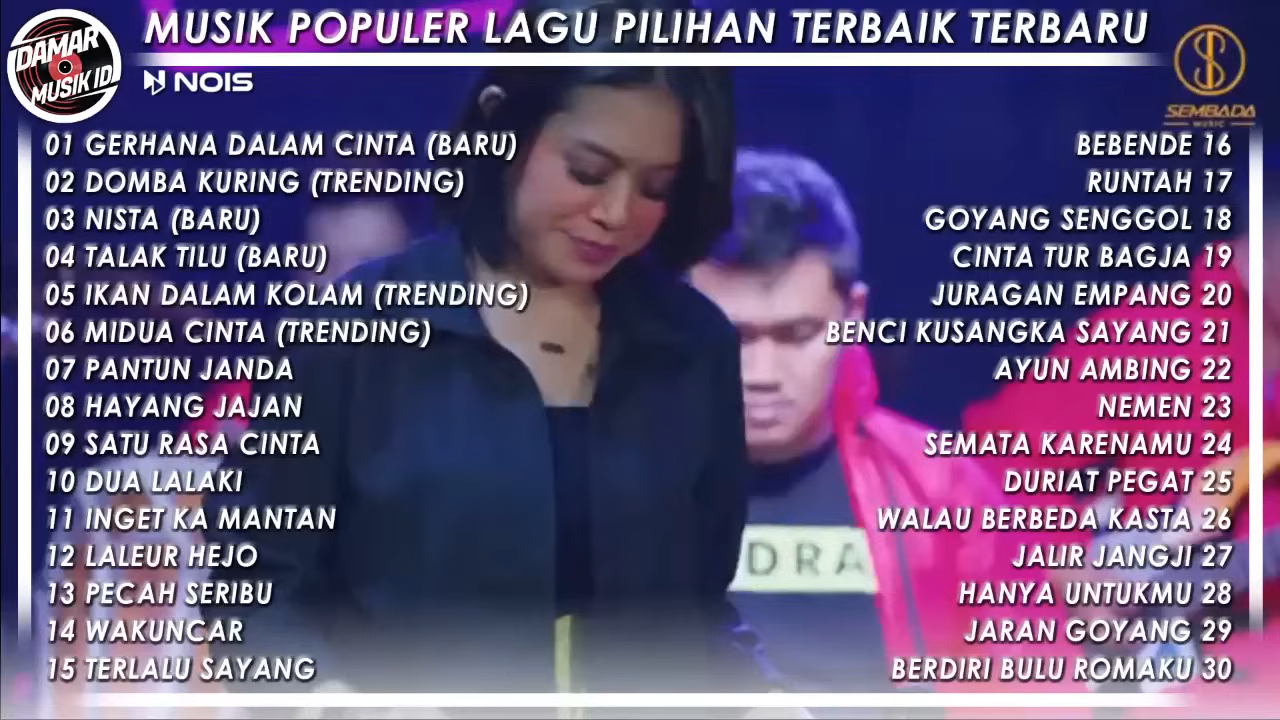 MUSIK POPULER LAGU PILIHAN TERBAIK TERBARU
DAMAR
MUSIK ID
NOIS
SEMBADA
MUSIC
01 GERHANA DALAM CINTA (BARU)
02 DOMBA KURING (TRENDING)
03 NISTA (BARU)
04 TALAK TILU (BARU)
05 IKAN DALAM KOLAM (TRENDING)
06 MIDUA CINTA (TRENDING)
07 PANTUN JANDA
08 HAYANG JAJAN
09 SATU RASA CINTA
10 DUA LALAKI
11 INGET KA MANTAN
12 LALEUR HEJO
13 PECAH SERIBU
14 WAKUNCAR
15 TERLALU SAYANG
BEBENDE 16
RUNTAH 17
GOYANG SENGGOL 18
CINTA TUR BAGJA 19
JURAGAN EMPANG 20
BENCI KUSANGKA SAYANG 21
AYUN AMBING 22
NEMEN 23
SEMATA KARENAMU 24
DURIAT PEGAT 25
WALAU BERBEDA KASTA 26
JALIR JANGJI 27
HANYA UNTUKMU 28
JARAN GOYANG 29
BERDIRI BULU ROMAKU 30
DRA